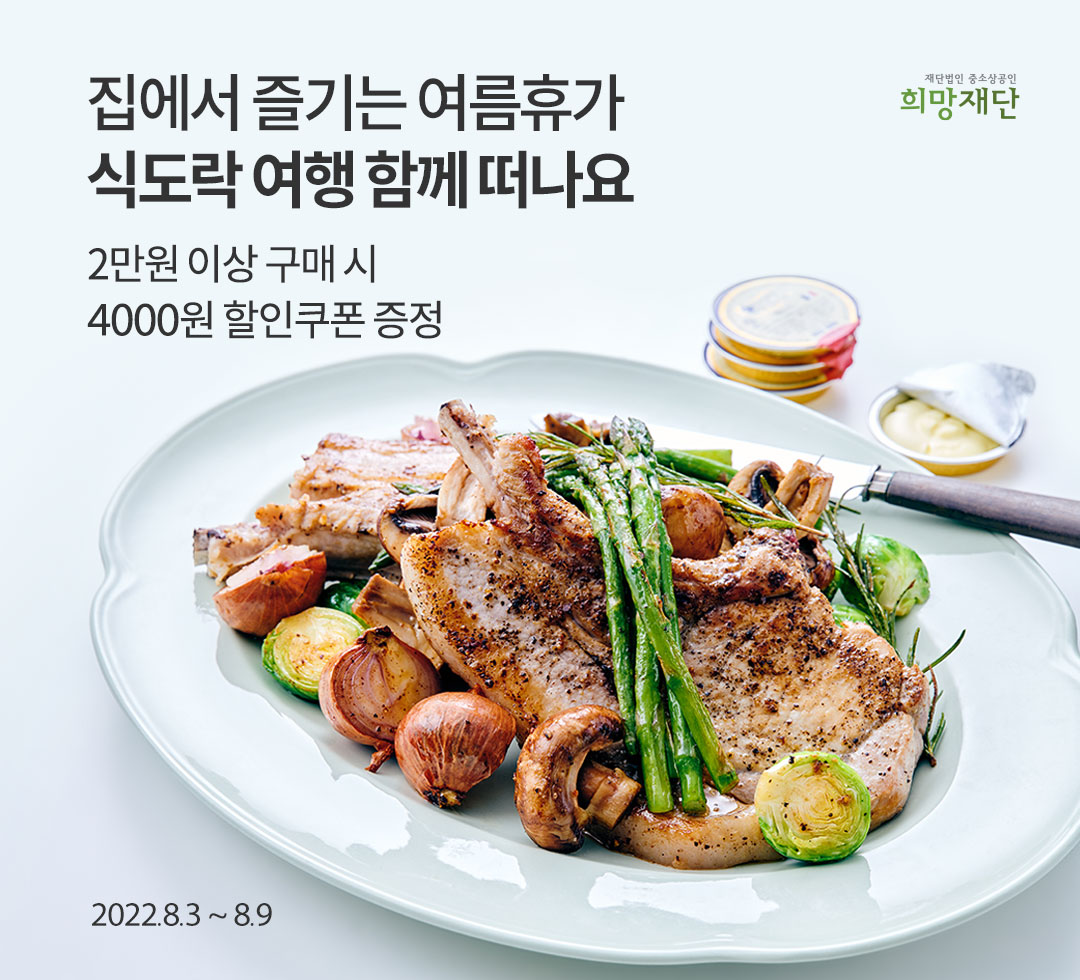 집에서 즐기는 여름휴가
식도락 여행 함께 떠나요
2만원 이상 구매 시
4000원 할인쿠폰 증정
재단법인 중소상공인
희망재단
2022.8.3 ~ 8.9